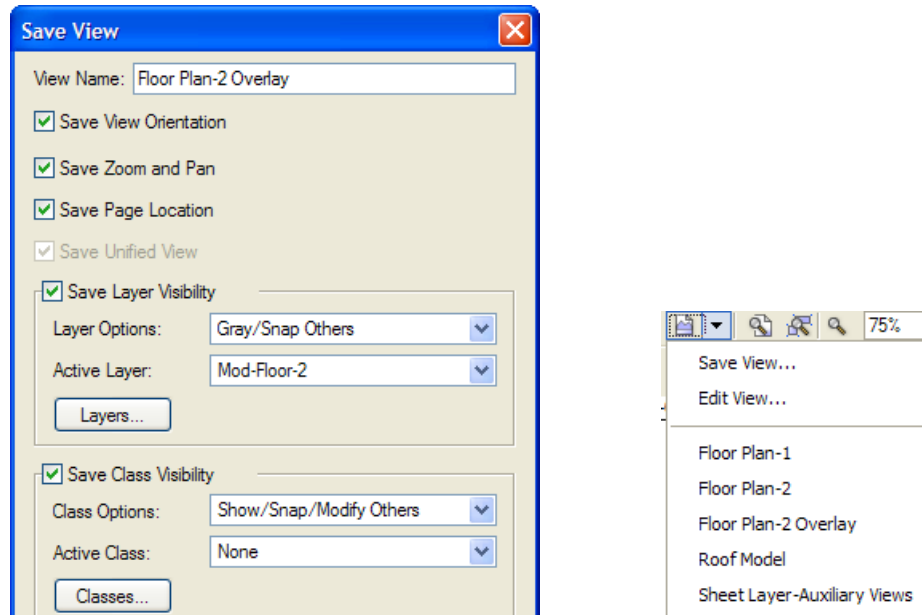 Save View
View Name: Floor Plan-2 Overlay
Save View Orientation
Save Zoom and Pan
Save Page Location
Save Unified View
Save Layer Visibility
Layer Options: Gray/Snap Others
Active Layer: Mod-Floor-2
Layers...
Save Class Visibility
Class Options: Show/Snap/Modify Others
Active Class: None
Classes...
75%
Save View...
Edit View...
Floor Plan-1
Floor Plan-2
Floor Plan-2 Overlay
Roof Model
Sheet Layer-Auxiliary Views